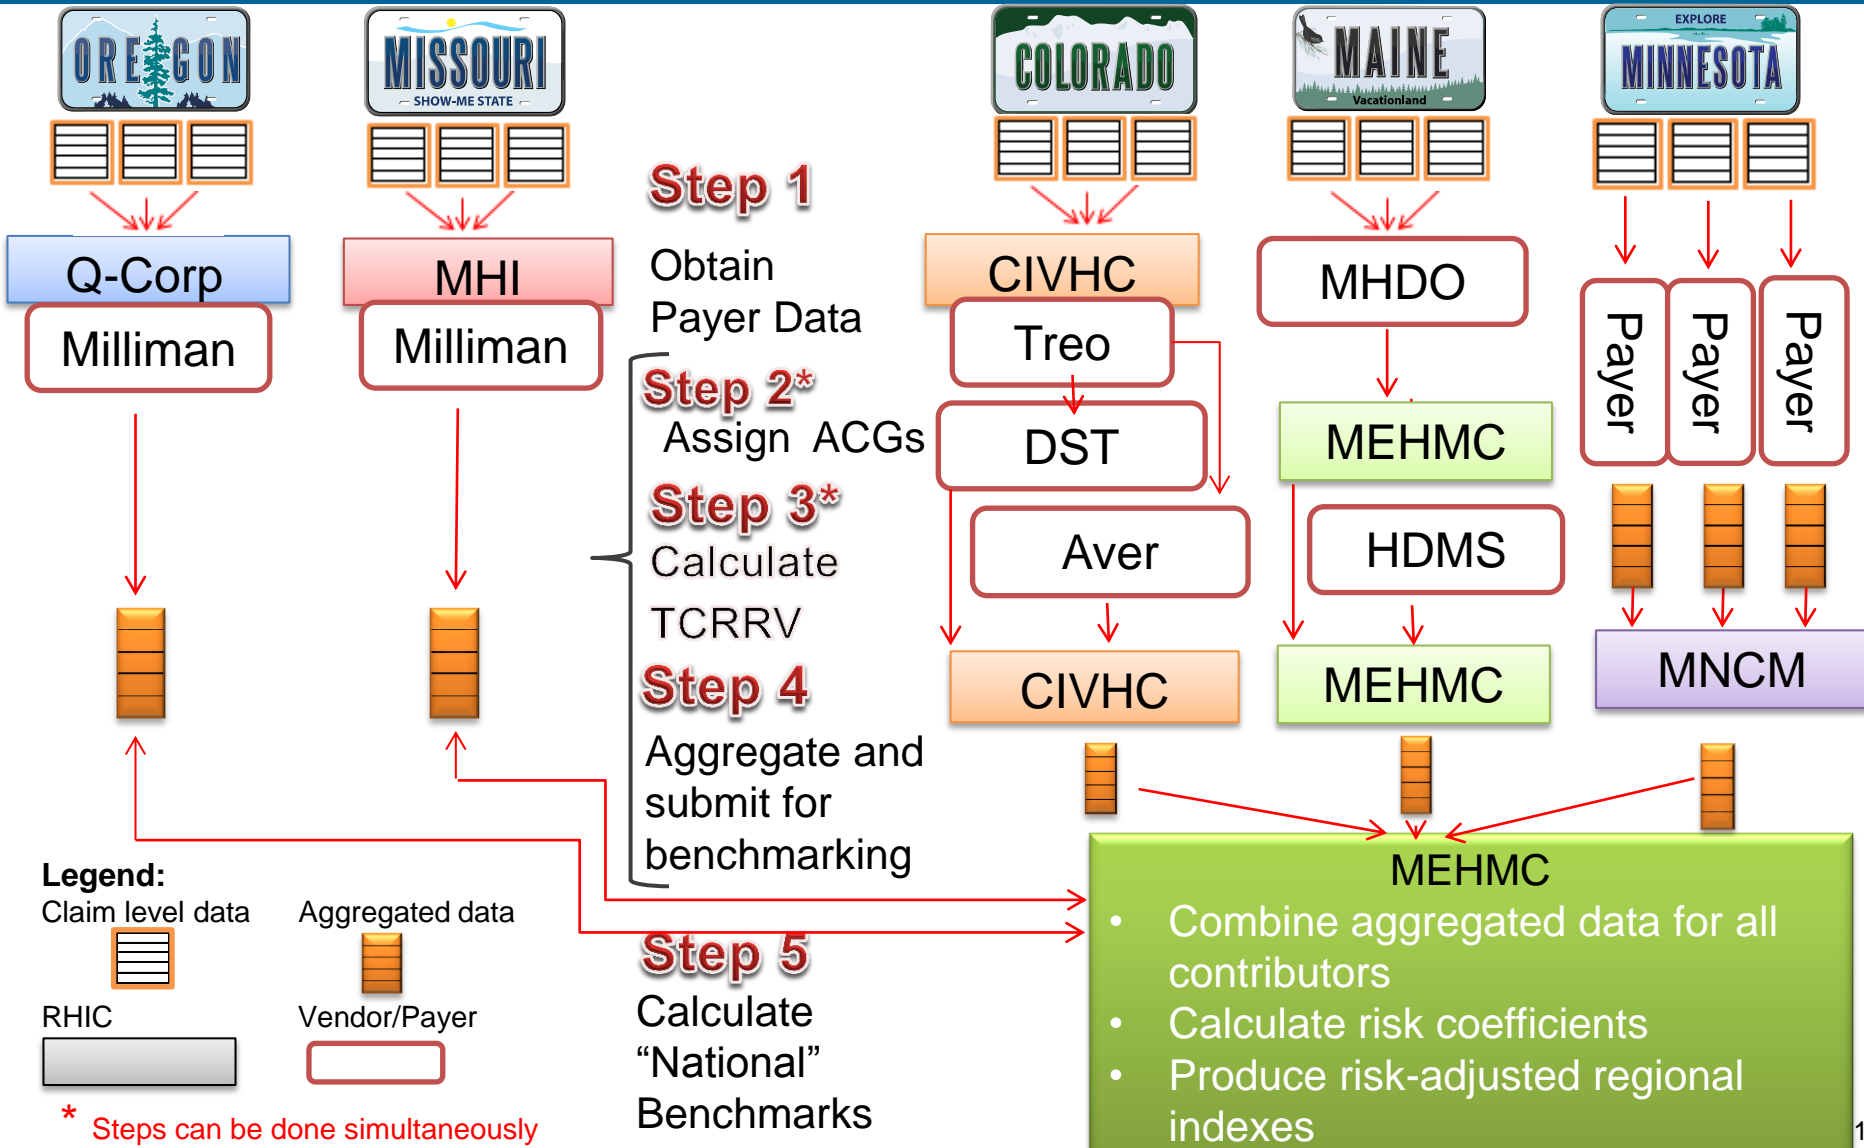 OREGON
MISSOURI
SHOW-ME STATE
COLORADO
MAINE
Vacationland
EXPLORE
MINNESOTA
Q-Corp
Milliman
MHI
Milliman
Step 1
Obtain
Payer Data
Step 2*
Assign ACGs
Step 3*
Calculate
TCRRV
Step 4
Aggregate and
submit for
benchmarking
Step 5
Calculate
“National”
Benchmarks
CIVHC
Treo
DST
Aver
CIVHC
MHDO
MEHMC
HDMS
MEHMC
Payer
Payer
Payer
MNCM
MEHMC
• Combine aggregated data for all
contributors
• Calculate risk coefficients
• Produce risk-adjusted regional
indexes
Legend:
Claim level data
Aggregated data
RHIC
Vendor/Payer
* Steps can be done simultaneously
1